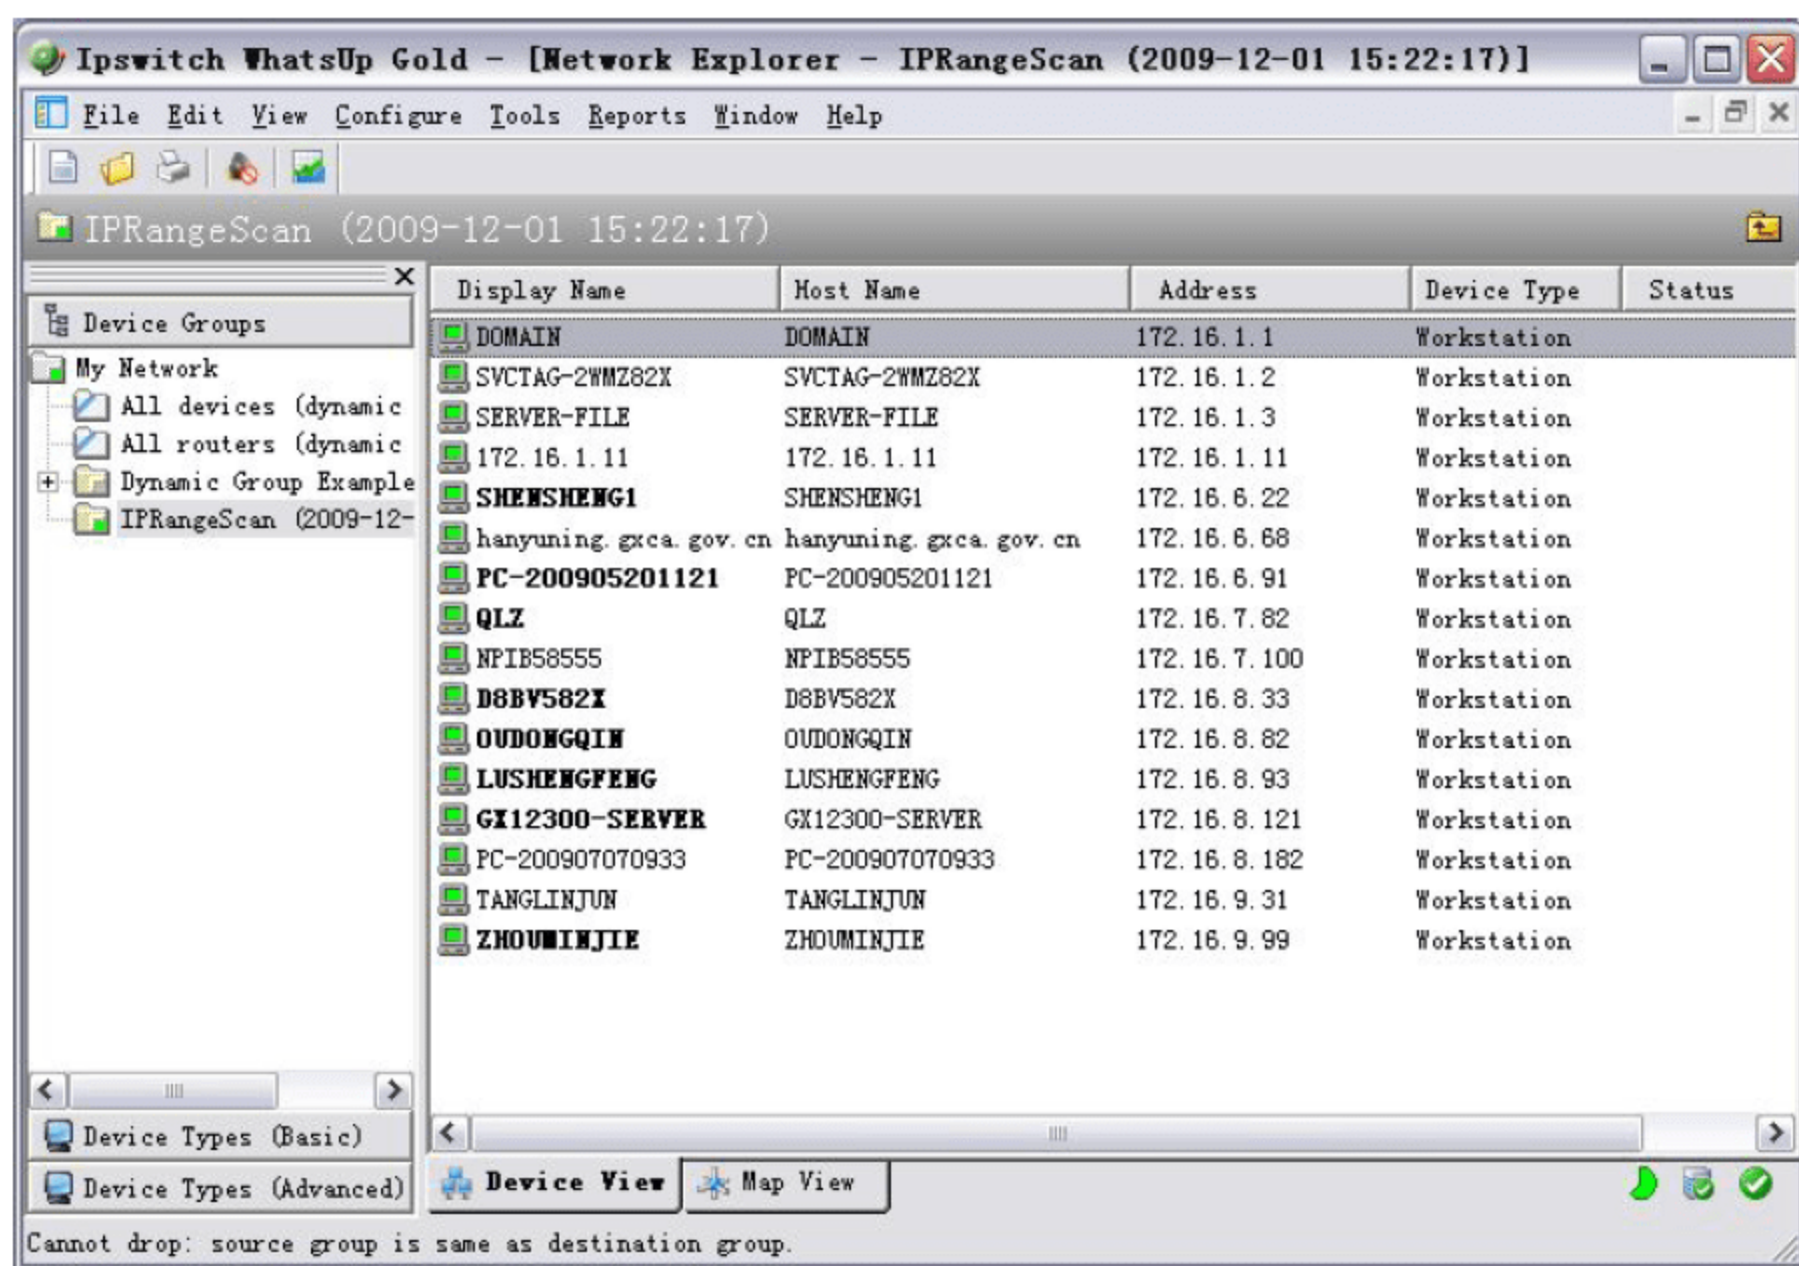 Ipswitch WhatsUp Gold - [Network Explorer - IPRangeScan (2009-12-01 15:22:17)]
File Edit View Configure Tools Reports Window Help
IPRangeScan (2009-12-01 15:22:17)
Device Groups
My Network
All devices (dynamic
All routers (dynamic
Dynamic Group Example
IPRangeScan (2009-12-
Device Types (Basic)
Device Types (Advanced)
Display Name Host Name Address Device Type Status
DOMAIN DOMAIN 172.16.1.1 Workstation
SVCTAG-2WMZ82X SVCTAG-2WMZ82X 172.16.1.2 Workstation
SERVER-FILE SERVER-FILE 172.16.1.3 Workstation
172.16.1.11 172.16.1.11 172.16.1.11 Workstation
SHENSHENG1 SHENSHENG1 172.16.6.22 Workstation
hanyuning.gxca.gov.cn hanyuning.gxca.gov.cn 172.16.6.68 Workstation
PC-200905201121 PC-200905201121 172.16.6.91 Workstation
QLZ QLZ 172.16.7.82 Workstation
NPIB58555 NPIB58555 172.16.7.100 Workstation
D8BV582X D8BV582X 172.16.8.33 Workstation
OUDONGQIN OUDONGQIN 172.16.8.82 Workstation
LUSHENGFENG LUSHENGFENG 172.16.8.93 Workstation
GX12300-SERVER GX12300-SERVER 172.16.8.121 Workstation
PC-200907070933 PC-200907070933 172.16.8.182 Workstation
TANGLINJUN TANGLINJUN 172.16.9.31 Workstation
ZHOUMINJIE ZHOUMINJIE 172.16.9.99 Workstation
Device View Map View
Cannot drop: source group is same as destination group.